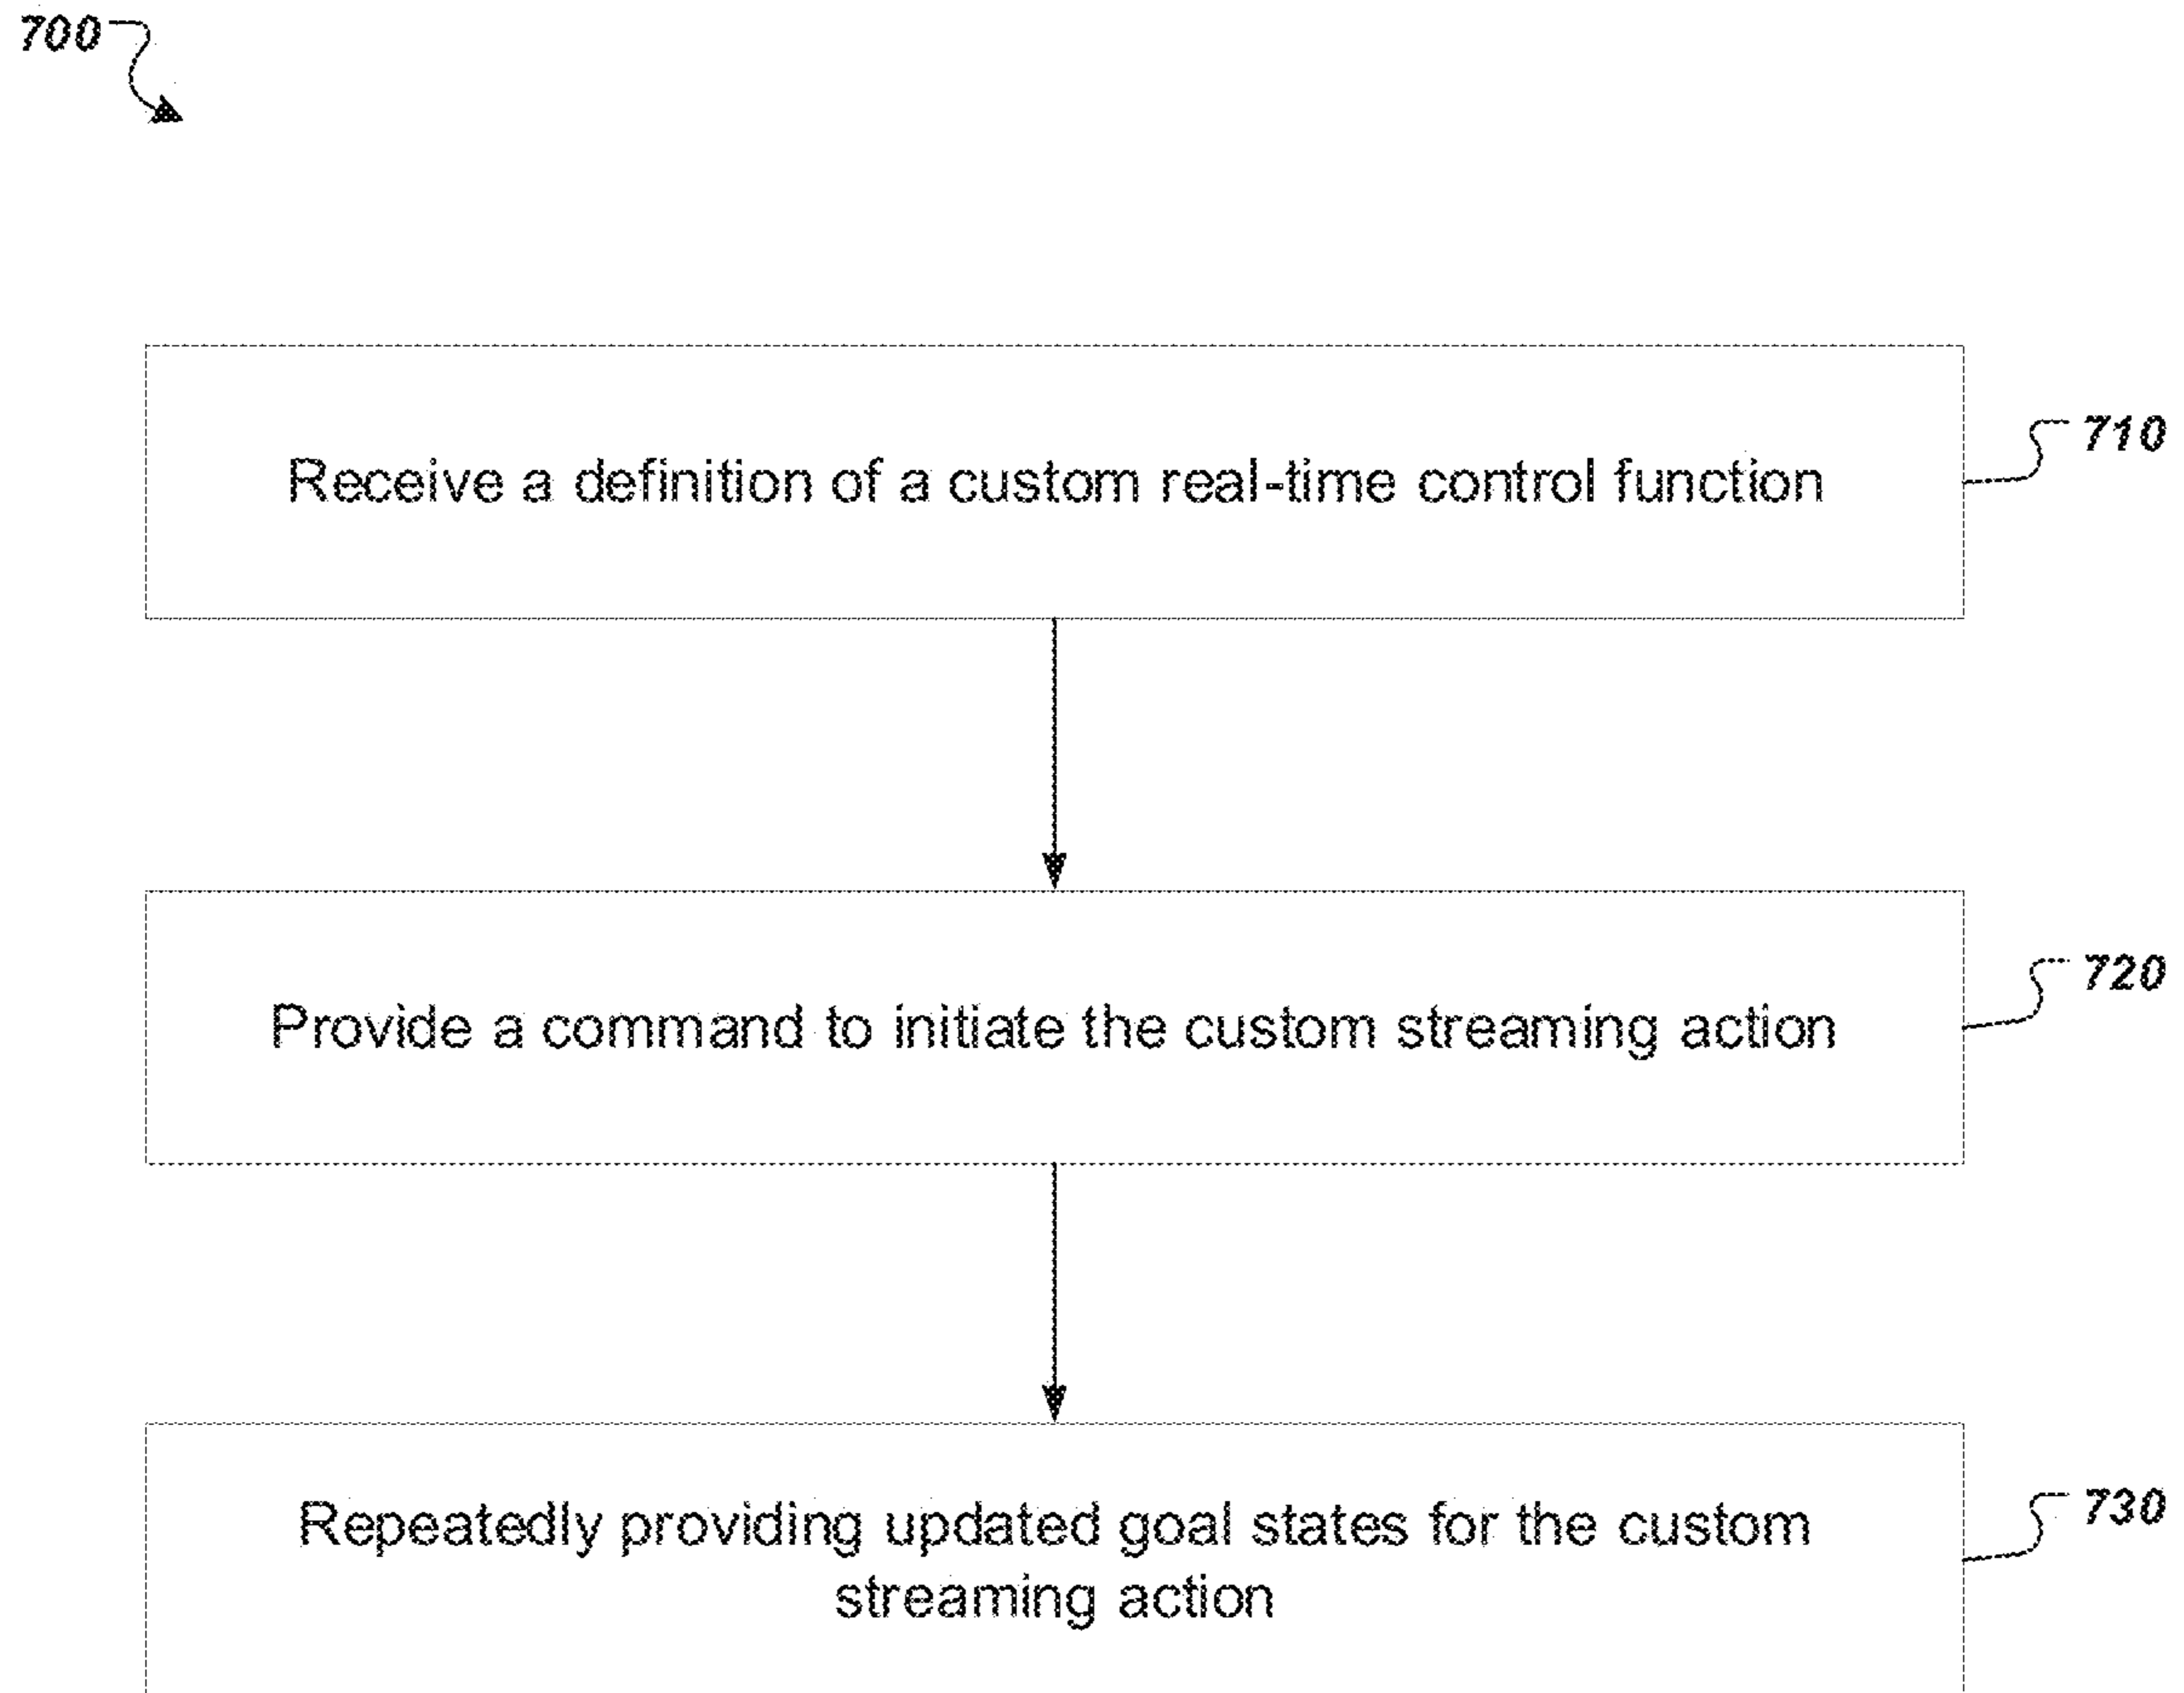 700
Receive a definition of a custom real-time control function
710
Provide a command to initiate the custom streaming action
720
Repeatedly providing updated goal states for the custom
streaming action
730